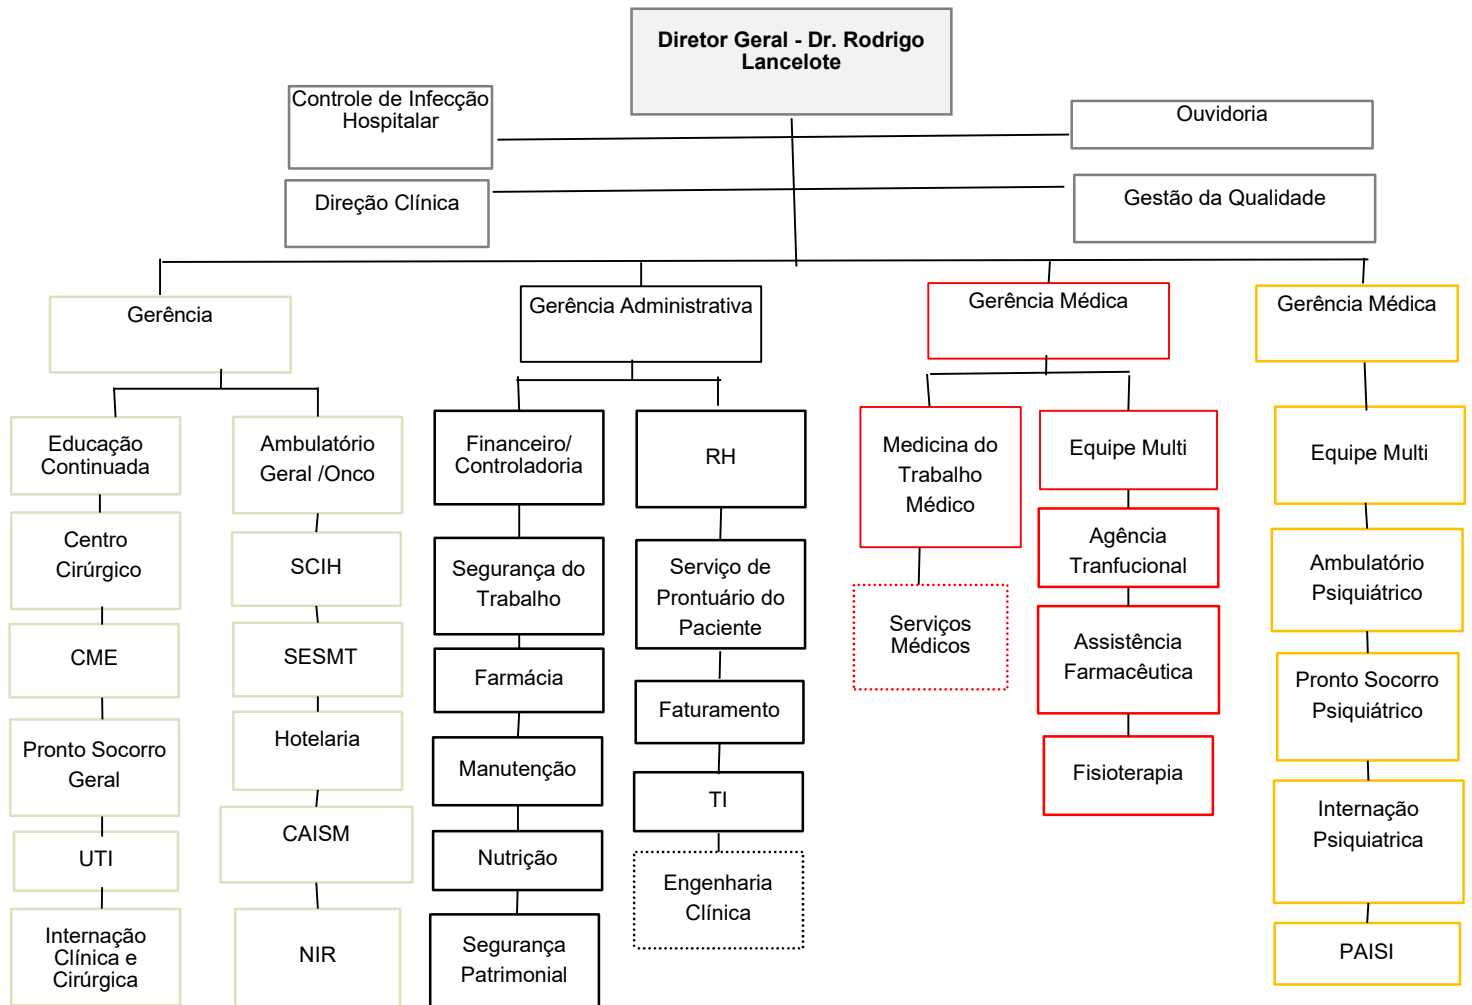 Diretor Geral - Dr. Rodrigo
Lancelote
Controle de Infecção
Hospitalar
Ouvidoria
Direção Clínica
Gestão da Qualidade
Gerência
Gerência Administrativa
Gerência Médica
Gerência Médica
Educação
Continuada
Centro
Cirúrgico
CME
Pronto Socorro
Geral
UTI
Internação
Clínica e
Cirúrgica
Ambulatório
Geral /Onco
SCIH
SESMT
Hotelaria
CAISM
NIR
Financeiro/
Controladoria
Segurança do
Trabalho
Farmácia
Manutenção
Nutrição
Segurança
Patrimonial
RH
Serviço de
Prontuário do
Paciente
Faturamento
TI
Engenharia
Clínica
Medicina do
Trabalho
Médico
Serviços
Médicos
Equipe Multi
Agência
Tranfucional
Assistência
Farmacêutica
Fisioterapia
Equipe Multi
Ambulatório
Psiquiátrico
Pronto Socorro
Psiquiátrico
Internação
Psiquiatrica
PAISI